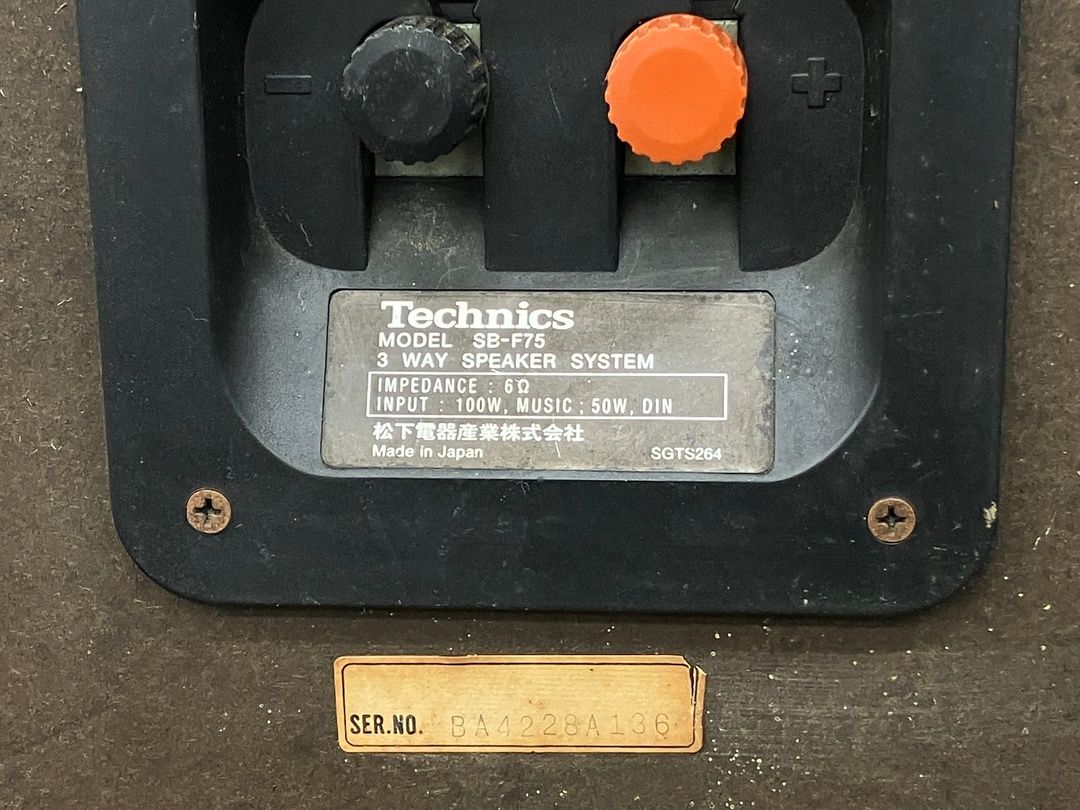 − +
Technics
MODEL SB-F75
3 WAY SPEAKER SYSTEM
IMPEDANCE : 6Ω
INPUT : 100W, MUSIC ; 50W, DIN
松下電器産業株式会社
Made in Japan SGTS264
SER.NO. BA4228A136